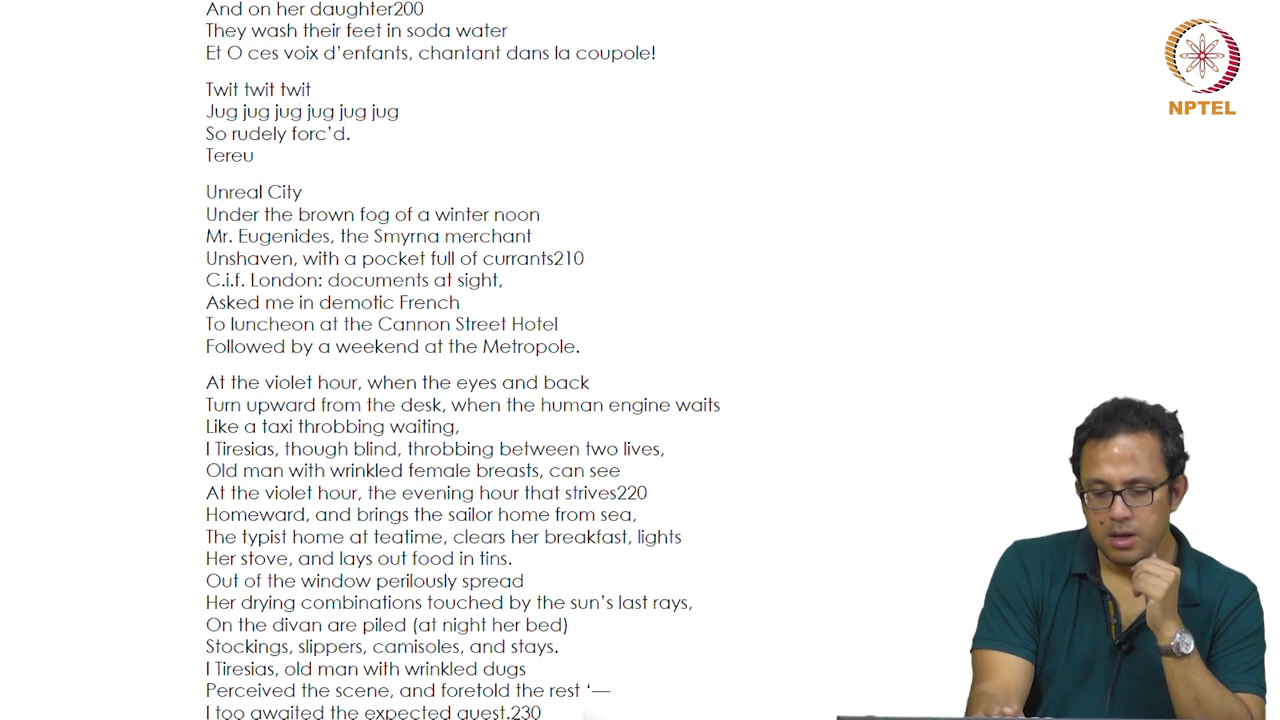 And on her daughter200
They wash their feet in soda water
Et O ces voix d’enfants, chantant dans la coupole!
Twit twit twit
Jug jug jug jug jug jug
So rudely forc’d.
Tereu
Unreal City
Under the brown fog of a winter noon
Mr. Eugenides, the Smyrna merchant
Unshaven, with a pocket full of currants210
C.i.f. London: documents at sight,
Asked me in demotic French
To luncheon at the Cannon Street Hotel
Followed by a weekend at the Metropole.
At the violet hour, when the eyes and back
Turn upward from the desk, when the human engine waits
Like a taxi throbbing waiting,
I Tiresias, though blind, throbbing between two lives,
Old man with wrinkled female breasts, can see
At the violet hour, the evening hour that strives220
Homeward, and brings the sailor home from sea,
The typist home at teatime, clears her breakfast, lights
Her stove, and lays out food in tins.
Out of the window perilously spread
Her drying combinations touched by the sun’s last rays,
On the divan are piled (at night her bed)
Stockings, slippers, camisoles, and stays.
I Tiresias, old man with wrinkled dugs
Perceived the scene, and foretold the rest ‘—
I too awaited the expected guest.230
NPTEL